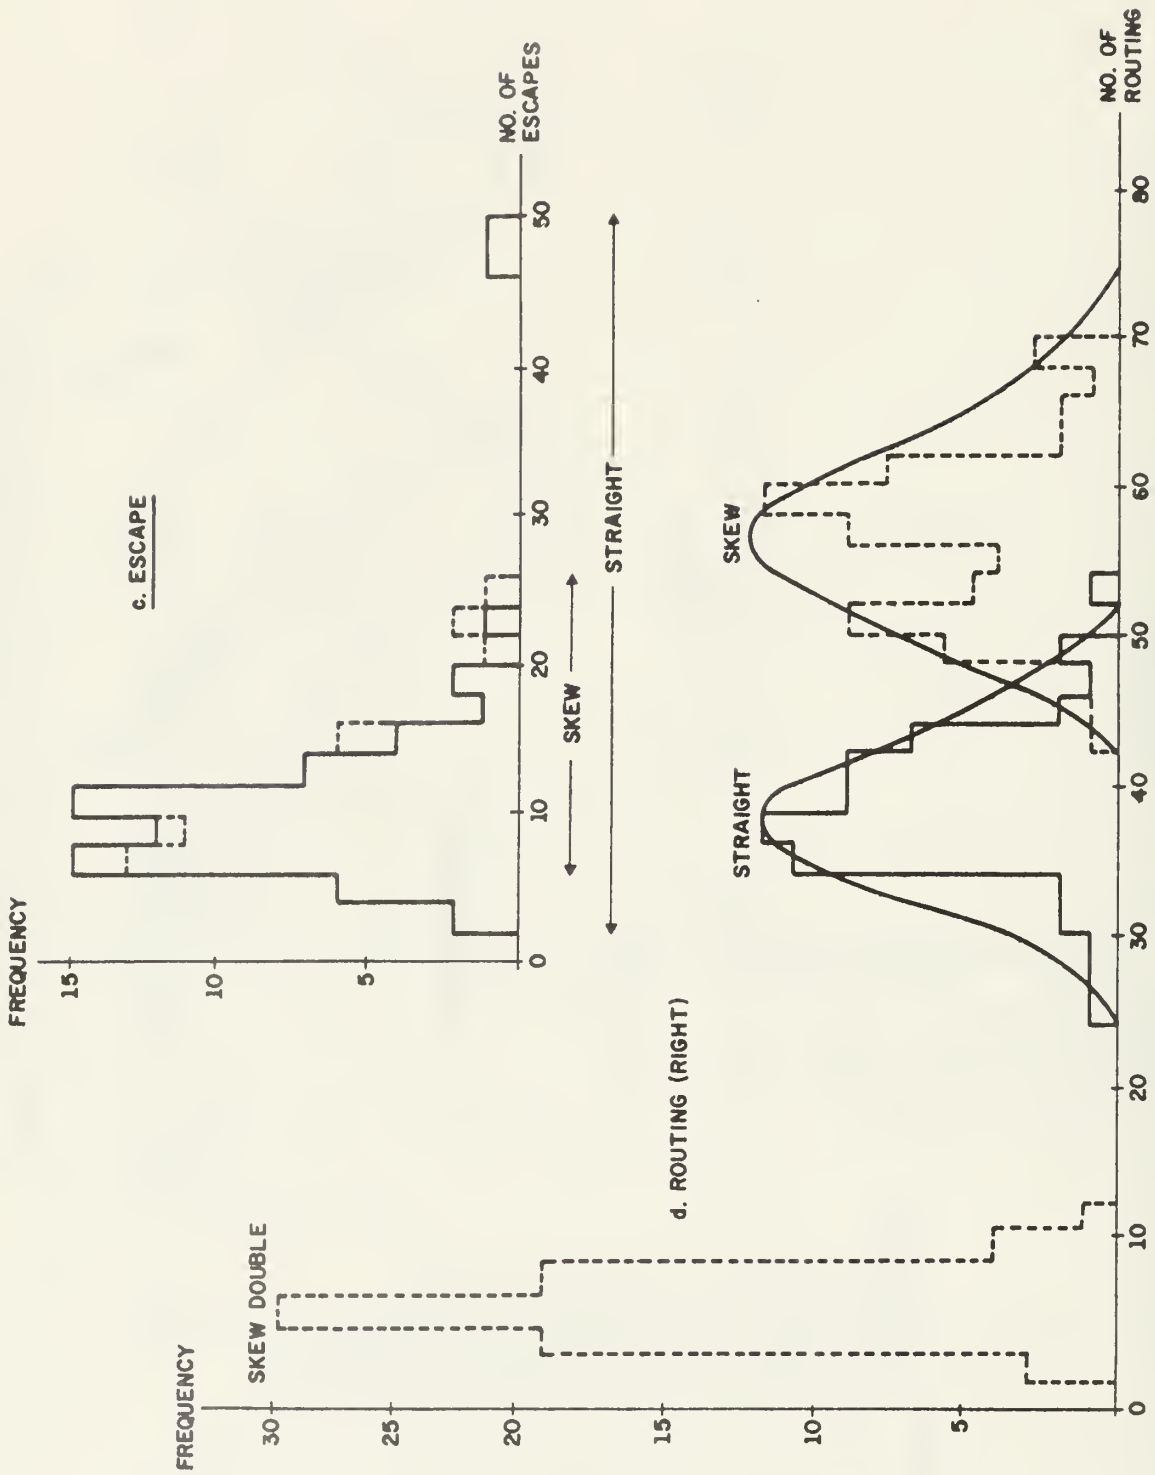 FREQUENCY
15
10
5
0
10
20
30
40
50
NO. OF
ESCAPES
c. ESCAPE
SKEW
STRAIGHT
FREQUENCY
30
25
20
15
10
5
0
10
20
30
40
50
60
70
80
NO. OF
ROUTING
SKEW DOUBLE
d. ROUTING (RIGHT)
STRAIGHT
SKEW